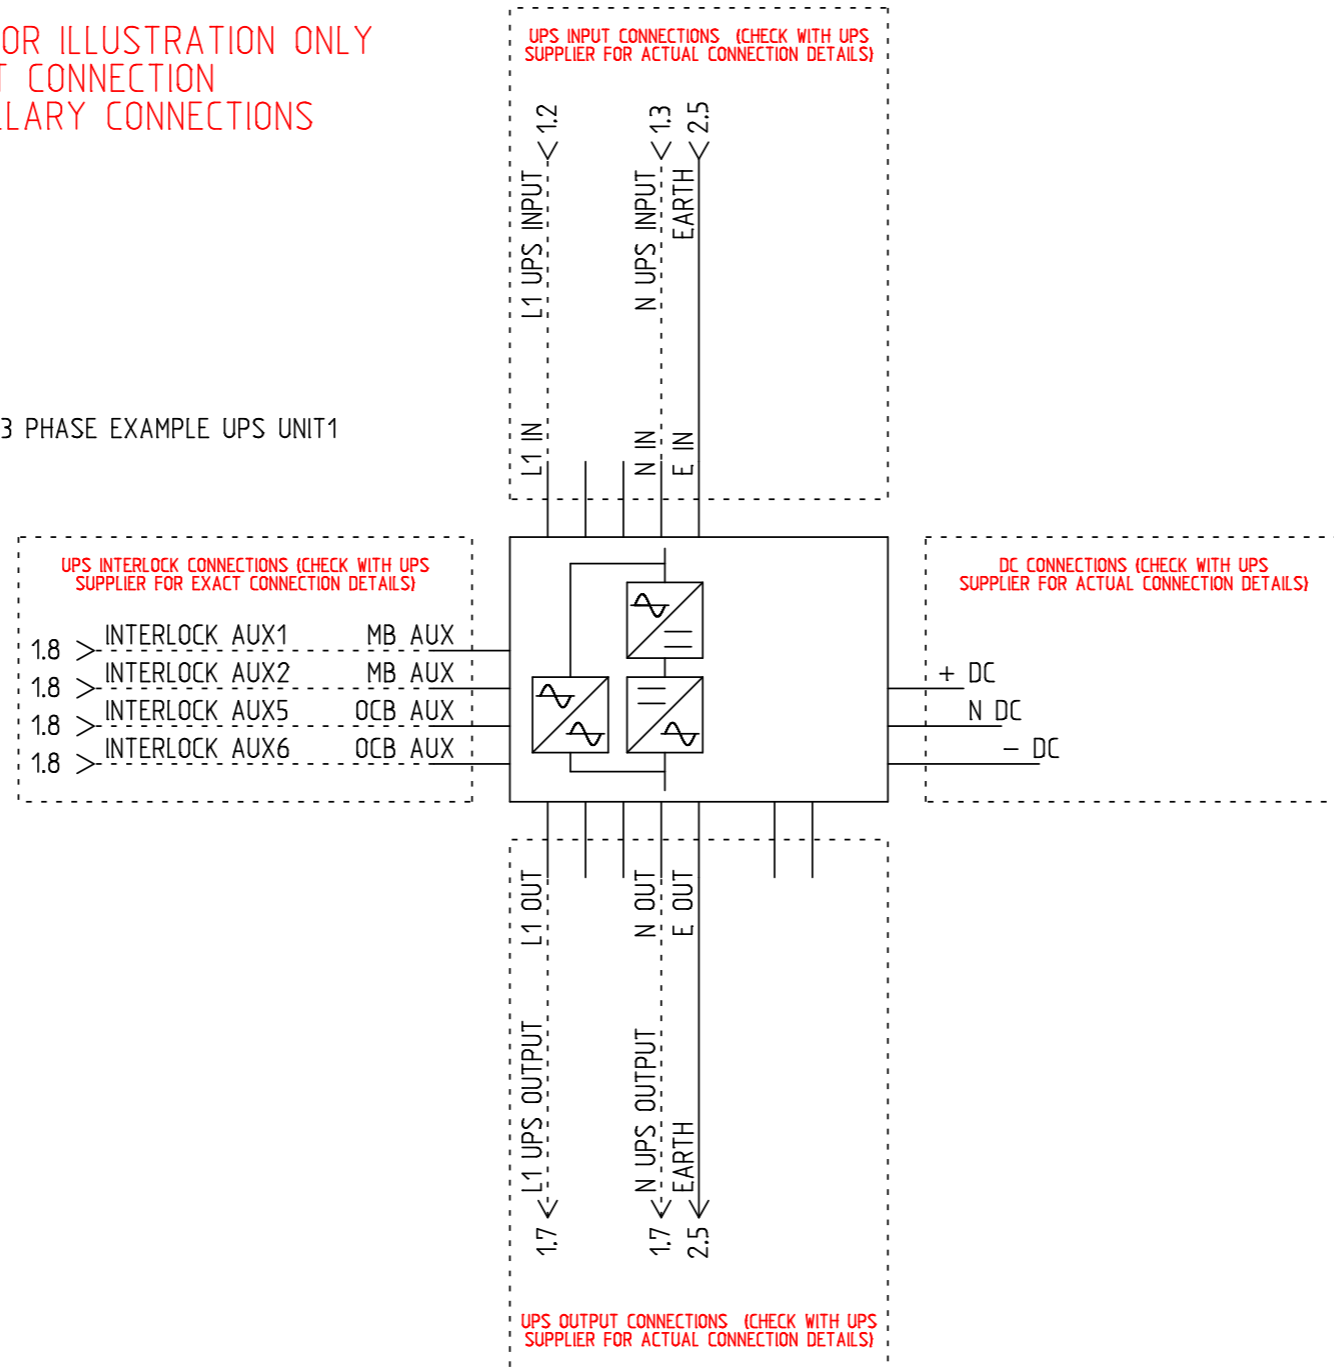 OR ILLUSTRATION ONLY
T CONNECTION
LLARY CONNECTIONS
UPS INPUT CONNECTIONS (CHECK WITH UPS
SUPPLIER FOR ACTUAL CONNECTION DETAILS)
1.2
1.3
2.5
L1 UPS INPUT
N UPS INPUT
EARTH
3 PHASE EXAMPLE UPS UNIT1
L1 IN
N IN
E IN
UPS INTERLOCK CONNECTIONS (CHECK WITH UPS
SUPPLIER FOR EXACT CONNECTION DETAILS)
1.8 INTERLOCK AUX1 MB AUX
1.8 INTERLOCK AUX2 MB AUX
1.8 INTERLOCK AUX5 OCB AUX
1.8 INTERLOCK AUX6 OCB AUX
DC CONNECTIONS (CHECK WITH UPS
SUPPLIER FOR ACTUAL CONNECTION DETAILS)
+ DC
N DC
- DC
L1 OUT
N OUT
E OUT
L1 UPS OUTPUT
N UPS OUTPUT
EARTH
1.7
1.7
2.5
UPS OUTPUT CONNECTIONS (CHECK WITH UPS
SUPPLIER FOR ACTUAL CONNECTION DETAILS)